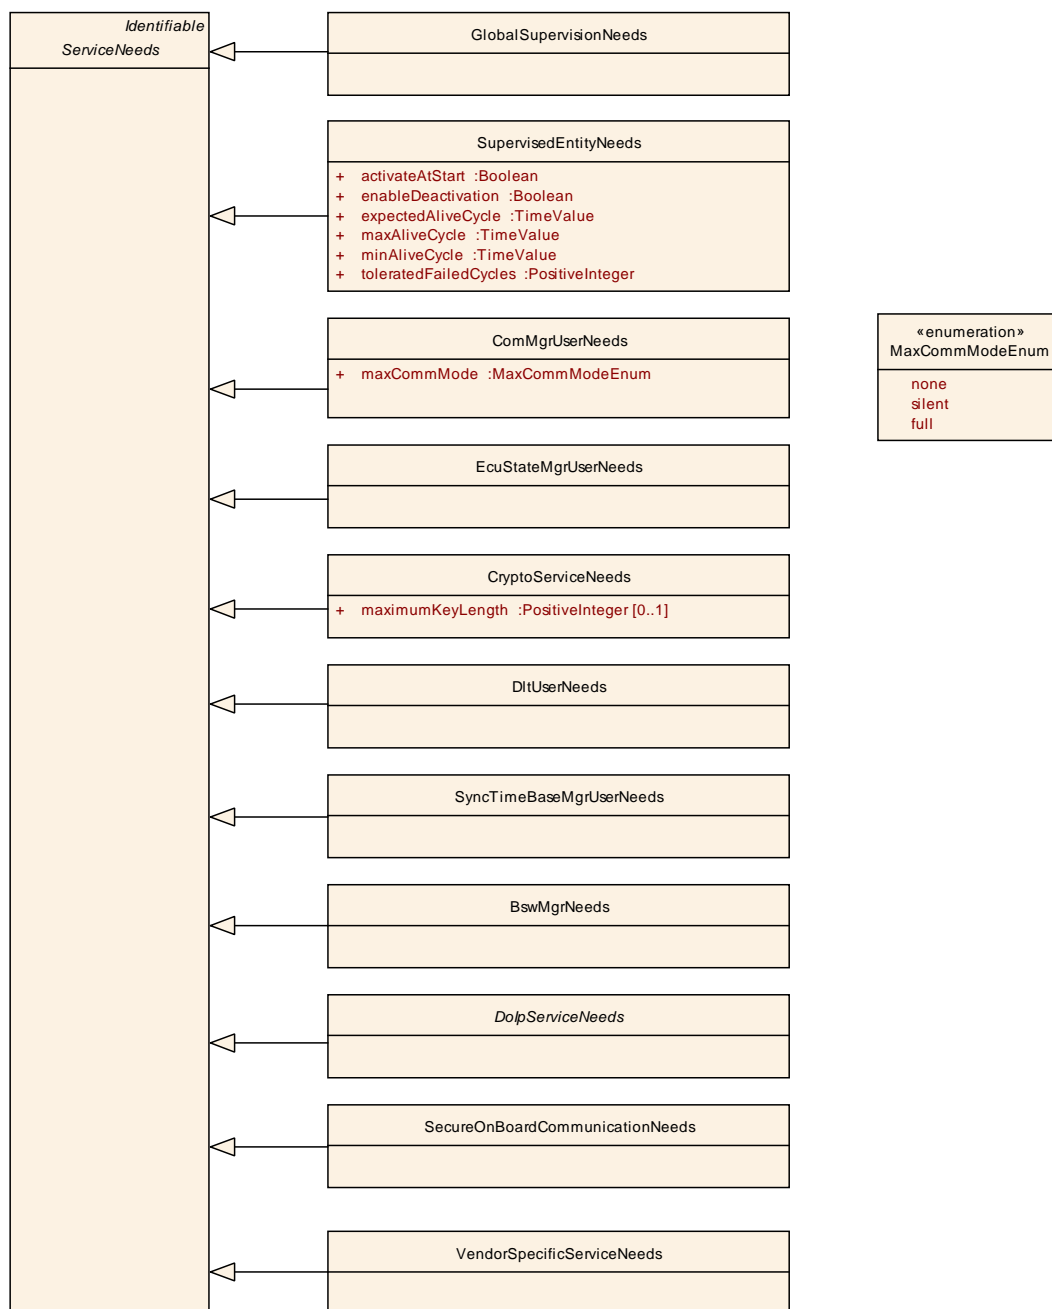 Identifiable
ServiceNeeds
GlobalSupervisionNeeds
SupervisedEntityNeeds
+ activateAtStart :Boolean
+ enableDeactivation :Boolean
+ expectedAliveCycle :TimeValue
+ maxAliveCycle :TimeValue
+ minAliveCycle :TimeValue
+ toleratedFailedCycles :PositiveInteger
ComMgrUserNeeds
+ maxCommMode :MaxCommModeEnum
«enumeration»
MaxCommModeEnum
none
silent
full
EcuStateMgrUserNeeds
CryptoServiceNeeds
+ maximumKeyLength :PositiveInteger [0..1]
DltUserNeeds
SyncTimeBaseMgrUserNeeds
BswMgrNeeds
DoIpServiceNeeds
SecureOnBoardCommunicationNeeds
VendorSpecificServiceNeeds